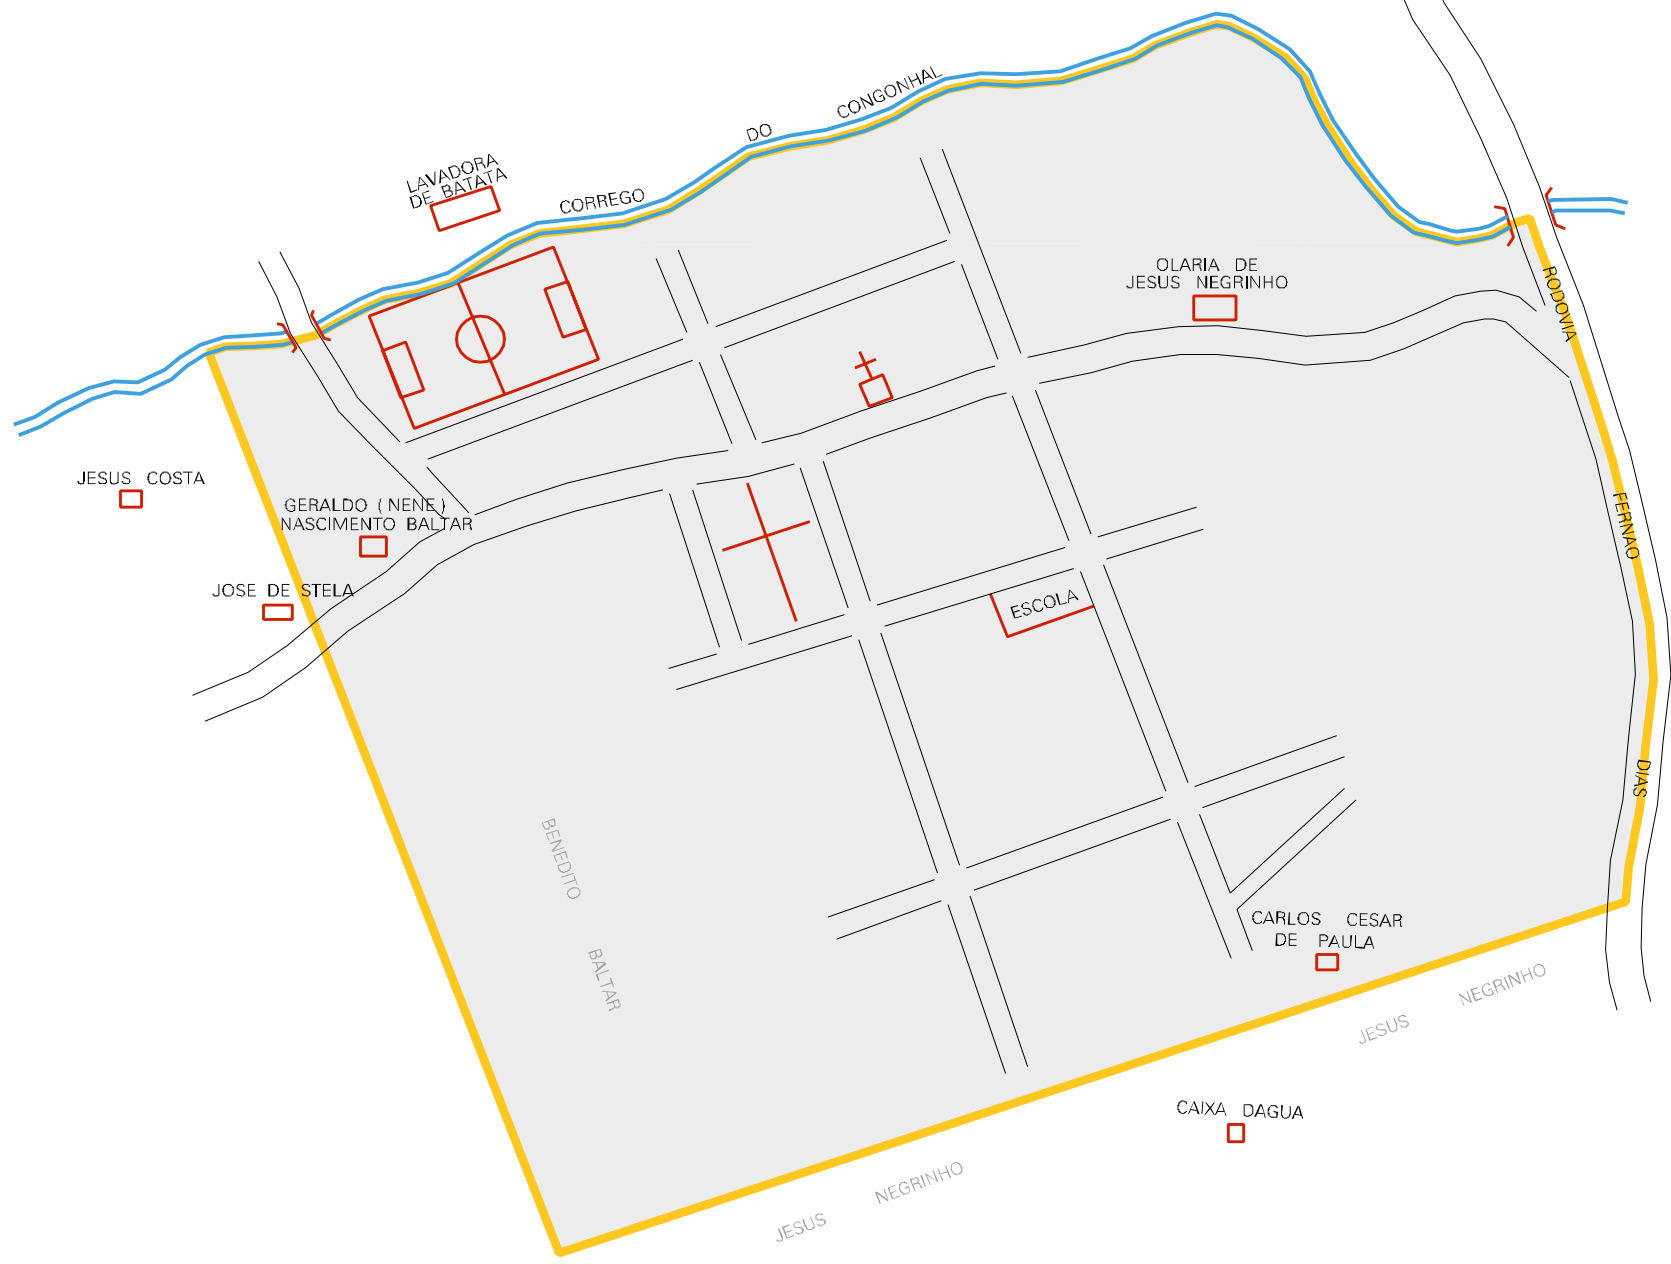 CORREGO DO CONGONHAL
LAVADORA
DE BATATA
OLARIA DE
JESUS NEGRINHO
RODOVIA FERNAO DIAS
JESUS COSTA
GERALDO ( NENE )
NASCIMENTO BALTAR
JOSE DE STELA
ESCOLA
BENEDITO BALTAR
CARLOS CESAR
DE PAULA
JESUS NEGRINHO
CAIXA DAGUA
JESUS NEGRINHO